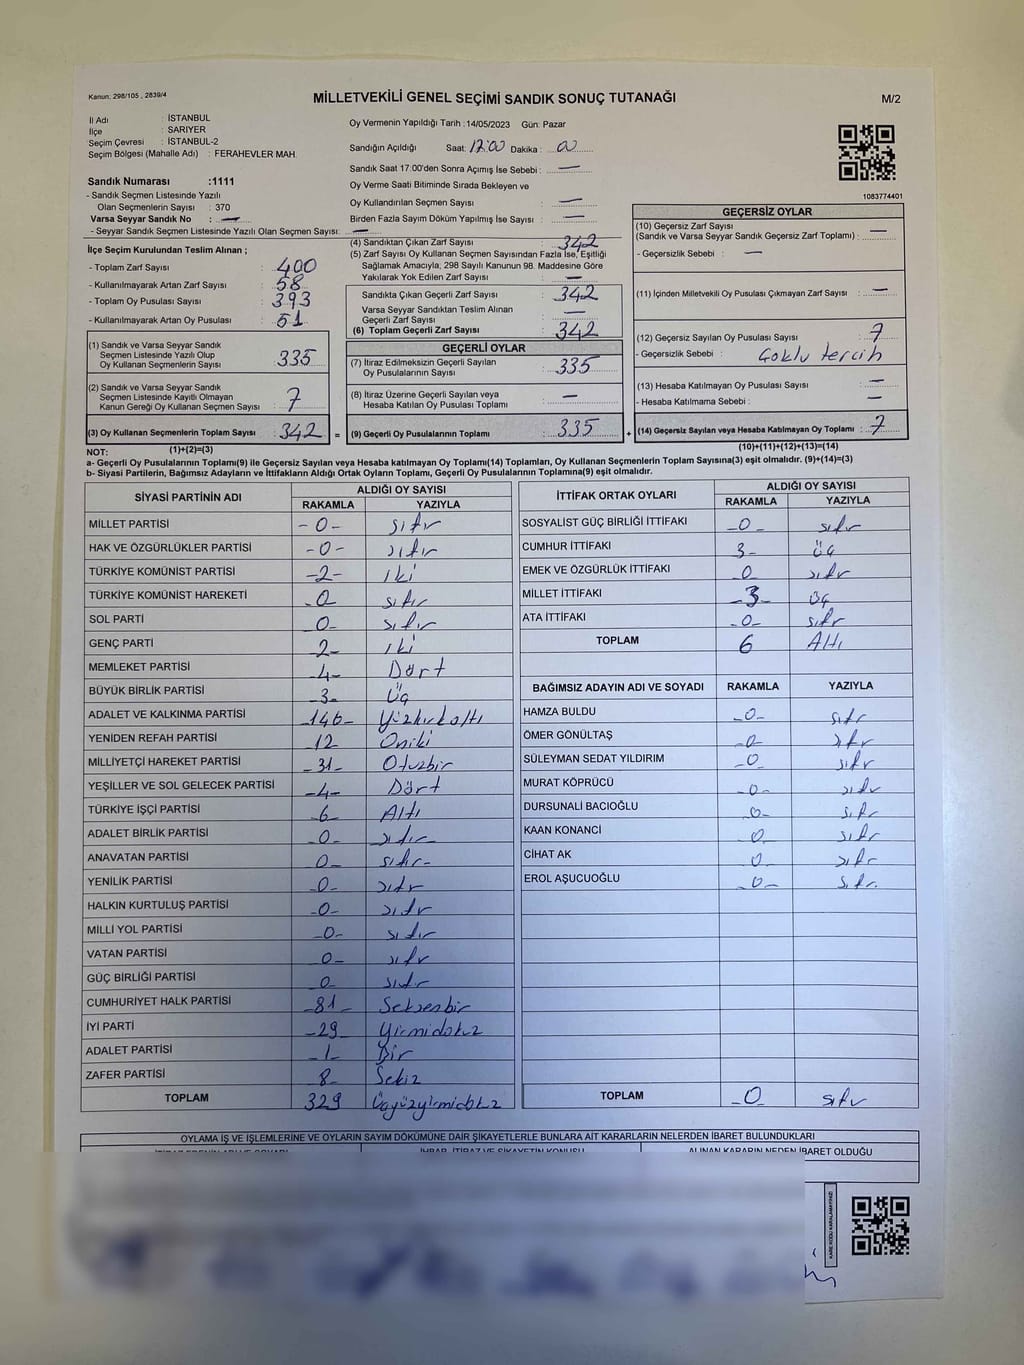 Kanun: 298/105 , 2839/4
MİLLETVEKİLİ GENEL SEÇİMİ SANDIK SONUÇ TUTANAĞI
M/2
İl Adı : İSTANBUL
İlçe : SARIYER
Seçim Çevresi : İSTANBUL-2
Seçim Bölgesi (Mahalle Adı) : FERAHEVLER MAH.
Oy Vermenin Yapıldığı Tarih :14/05/2023 Gün: Pazar
Sandığın Açıldığı Saat: 17:00 Dakika : 00
Sandık Saat 17:00'den Sonra Açımış İse Sebebi : —
Oy Verme Saati Bitiminde Sırada Bekleyen ve
Oy Kullandırılan Seçmen Sayısı : —
Birden Fazla Sayım Döküm Yapılmış İse Sayısı : —
1083774401
Sandık Numarası :1111
- Sandık Seçmen Listesinde Yazılı
Olan Seçmenlerin Sayısı : 370
Varsa Seyyar Sandık No : —
- Seyyar Sandık Seçmen Listesinde Yazılı Olan Seçmen Sayısı: —
İlçe Seçim Kurulundan Teslim Alınan ;
- Toplam Zarf Sayısı : 400
- Kullanılmayarak Artan Zarf Sayısı : 58
- Toplam Oy Pusulası Sayısı : 393
- Kullanılmayarak Artan Oy Pusulası : 51
(1) Sandık ve Varsa Seyyar Sandık
Seçmen Listesinde Yazılı Olup
Oy Kullanan Seçmenlerin Sayısı : 335
(2) Sandık ve Varsa Seyyar Sandık
Seçmen Listesinde Kayıtlı Olmayan
Kanun Gereği Oy Kullanan Seçmen Sayısı : 7
(3) Oy Kullanan Seçmenlerin Toplam Sayısı : 342 =
(4) Sandıktan Çıkan Zarf Sayısı : 342
(5) Zarf Sayısı Oy Kullanan Seçmen Sayısından Fazla İse, Eşitliği
Sağlamak Amacıyla, 298 Sayılı Kanunun 98. Maddesine Göre
Yakılarak Yok Edilen Zarf Sayısı : —
Sandıkta Çıkan Geçerli Zarf Sayısı : 342
Varsa Seyyar Sandıktan Teslim Alınan
Geçerli Zarf Sayısı : —
(6) Toplam Geçerli Zarf Sayısı : 342
GEÇERLİ OYLAR
(7) İtiraz Edilmeksizin Geçerli Sayılan
Oy Pusulalarının Sayısı : 335
(8) İtiraz Üzerine Geçerli Sayılan veya
Hesaba Katılan Oy Pusulası Toplamı : —
(9) Geçerli Oy Pusulalarının Toplamı : 335 +
GEÇERSİZ OYLAR
(10) Geçersiz Zarf Sayısı
(Sandık ve Varsa Seyyar Sandık Geçersiz Zarf Toplamı) : —
- Geçersizlik Sebebi : —
(11) İçinden Milletvekili Oy Pusulası Çıkmayan Zarf Sayısı : —
(12) Geçersiz Sayılan Oy Pusulası Sayısı : 7
- Geçersizlik Sebebi : Çoklu tercih
(13) Hesaba Katılmayan Oy Pusulası Sayısı : —
- Hesaba Katılmama Sebebi : —
(14) Geçersiz Sayılan veya Hesaba Katılmayan Oy Toplamı : 7
NOT: (1)+(2)=(3)
(10)+(11)+(12)+(13)=(14)
a- Geçerli Oy Pusulalarının Toplamı(9) ile Geçersiz Sayılan veya Hesaba katılmayan Oy Toplamı(14) Toplamları, Oy Kullanan Seçmenlerin Toplam Sayısına(3) eşit olmalıdır. (9)+(14)=(3)
b- Siyasi Partilerin, Bağımsız Adayların ve İttifakların Aldığı Ortak Oyların Toplamı, Geçerli Oy Pusulalarının Toplamına(9) eşit olmalıdır.
SİYASİ PARTİNİN ADI
ALDIĞI OY SAYISI
RAKAMLA YAZIYLA
MİLLET PARTİSİ -0- sıfır
HAK VE ÖZGÜRLÜKLER PARTİSİ -0- sıfır
TÜRKİYE KOMÜNİST PARTİSİ -2- iki
TÜRKİYE KOMÜNİST HAREKETİ -0 sıfır
SOL PARTİ -0- sıfır
GENÇ PARTİ 2- iki
MEMLEKET PARTİSİ -4- Dört
BÜYÜK BİRLİK PARTİSİ -3- Üç
ADALET VE KALKINMA PARTİSİ -146- Yüzkırkaltı
YENİDEN REFAH PARTİSİ -12 Oniki
MİLLİYETÇİ HAREKET PARTİSİ -31- Otuzbir
YEŞİLLER VE SOL GELECEK PARTİSİ -4- Dört
TÜRKİYE İŞÇİ PARTİSİ -6- Altı
ADALET BİRLİK PARTİSİ -0- sıfır
ANAVATAN PARTİSİ 0- sıfır-
YENİLİK PARTİSİ -0- sıfır
HALKIN KURTULUŞ PARTİSİ -0- sıfır
MİLLİ YOL PARTİSİ -0- sıfır
VATAN PARTİSİ 0- sıfır
GÜÇ BİRLİĞİ PARTİSİ 0- sıfır
CUMHURİYET HALK PARTİSİ -81- Seksenbir
İYİ PARTİ -29- Yirmidokuz
ADALET PARTİSİ -1- Bir
ZAFER PARTİSİ 8- Sekiz
TOPLAM 329 Üçyüzyirmidokuz
İTTİFAK ORTAK OYLARI
ALDIĞI OY SAYISI
RAKAMLA YAZIYLA
SOSYALİST GÜÇ BİRLİĞİ İTTİFAKI -0- sıfır
CUMHUR İTTİFAKI 3- üç
EMEK VE ÖZGÜRLÜK İTTİFAKI -0 sıfır
MİLLET İTTİFAKI -3- Üç
ATA İTTİFAKI -0- sıfır
TOPLAM 6 Altı
BAĞIMSIZ ADAYIN ADI VE SOYADI RAKAMLA YAZIYLA
HAMZA BULDU -0- sıfır
ÖMER GÖNÜLTAŞ -0- sıfır
SÜLEYMAN SEDAT YILDIRIM -0- sıfır
MURAT KÖPRÜCÜ -0- sıfır
DURSUNALİ BACIOĞLU -0- sıfır
KAAN KONANCİ -0- sıfır
CİHAT AK -0- sıfır
EROL AŞUCUOĞLU -0- sıfır
TOPLAM -0- sıfır
OYLAMA İŞ VE İŞLEMLERİNE VE OYLARIN SAYIM DÖKÜMÜNE DAİR ŞİKAYETLERLE BUNLARA AİT KARARLARIN NELERDEN İBARET BULUNDUKLARI
İHBAR, İTİRAZ VE ŞİKAYETİN KONUSU
ALINAN KARARIN NEDEN İBARET OLDUĞU
KARE KODU KARALAMAYINIZ!